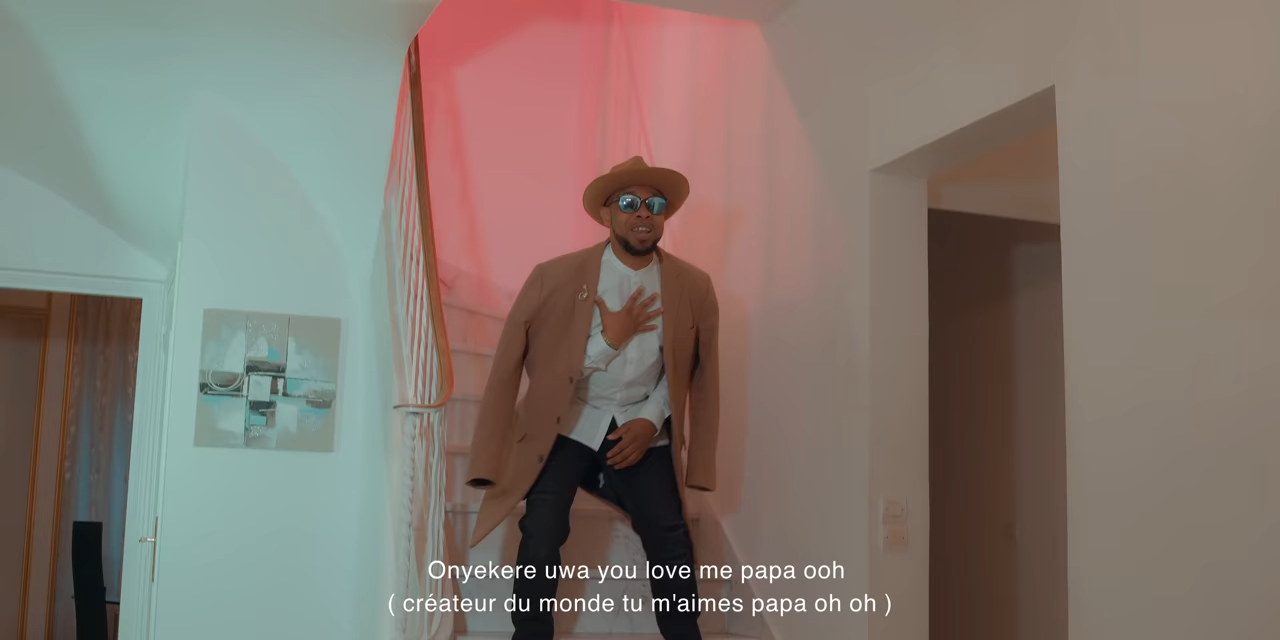 Onyekere uwa you love me papa ooh
( créateur du monde tu m'aimes papa oh oh )